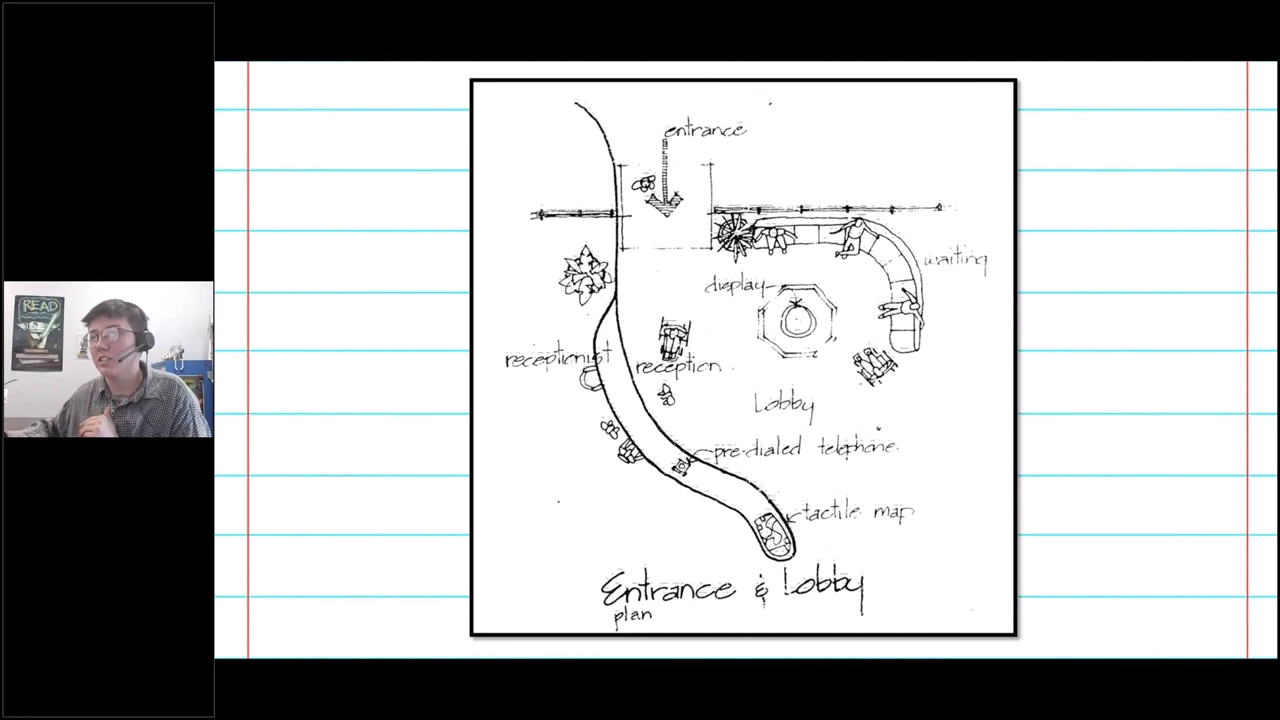 READ
entrance
waiting
display
receptionist
reception
Lobby
pre-dialed telephone
tactile map
Entrance & Lobby
plan